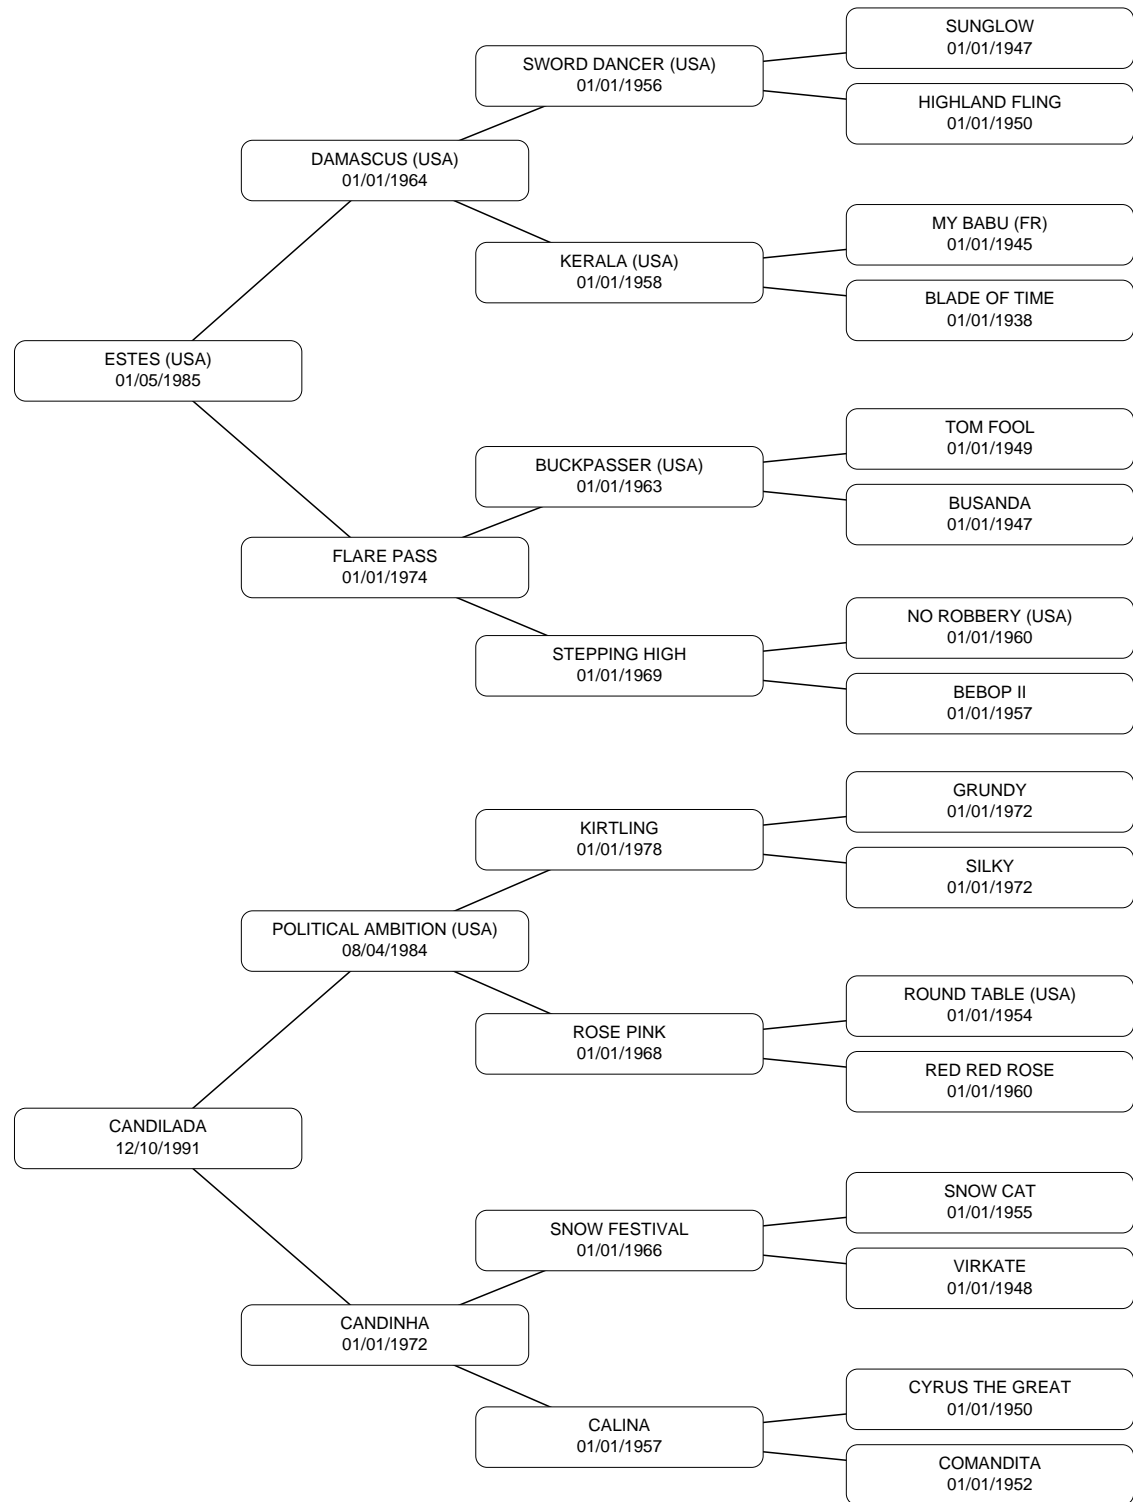 SUNGLOW
01/01/1947
SWORD DANCER (USA)
01/01/1956
HIGHLAND FLING
01/01/1950
DAMASCUS (USA)
01/01/1964
MY BABU (FR)
01/01/1945
KERALA (USA)
01/01/1958
BLADE OF TIME
01/01/1938
ESTES (USA)
01/05/1985
TOM FOOL
01/01/1949
BUCKPASSER (USA)
01/01/1963
BUSANDA
01/01/1947
FLARE PASS
01/01/1974
NO ROBBERY (USA)
01/01/1960
STEPPING HIGH
01/01/1969
BEBOP II
01/01/1957
GRUNDY
01/01/1972
KIRTLING
01/01/1978
SILKY
01/01/1972
POLITICAL AMBITION (USA)
08/04/1984
ROUND TABLE (USA)
01/01/1954
ROSE PINK
01/01/1968
RED RED ROSE
01/01/1960
CANDILADA
12/10/1991
SNOW CAT
01/01/1955
SNOW FESTIVAL
01/01/1966
VIRKATE
01/01/1948
CANDINHA
01/01/1972
CYRUS THE GREAT
01/01/1950
CALINA
01/01/1957
COMANDITA
01/01/1952